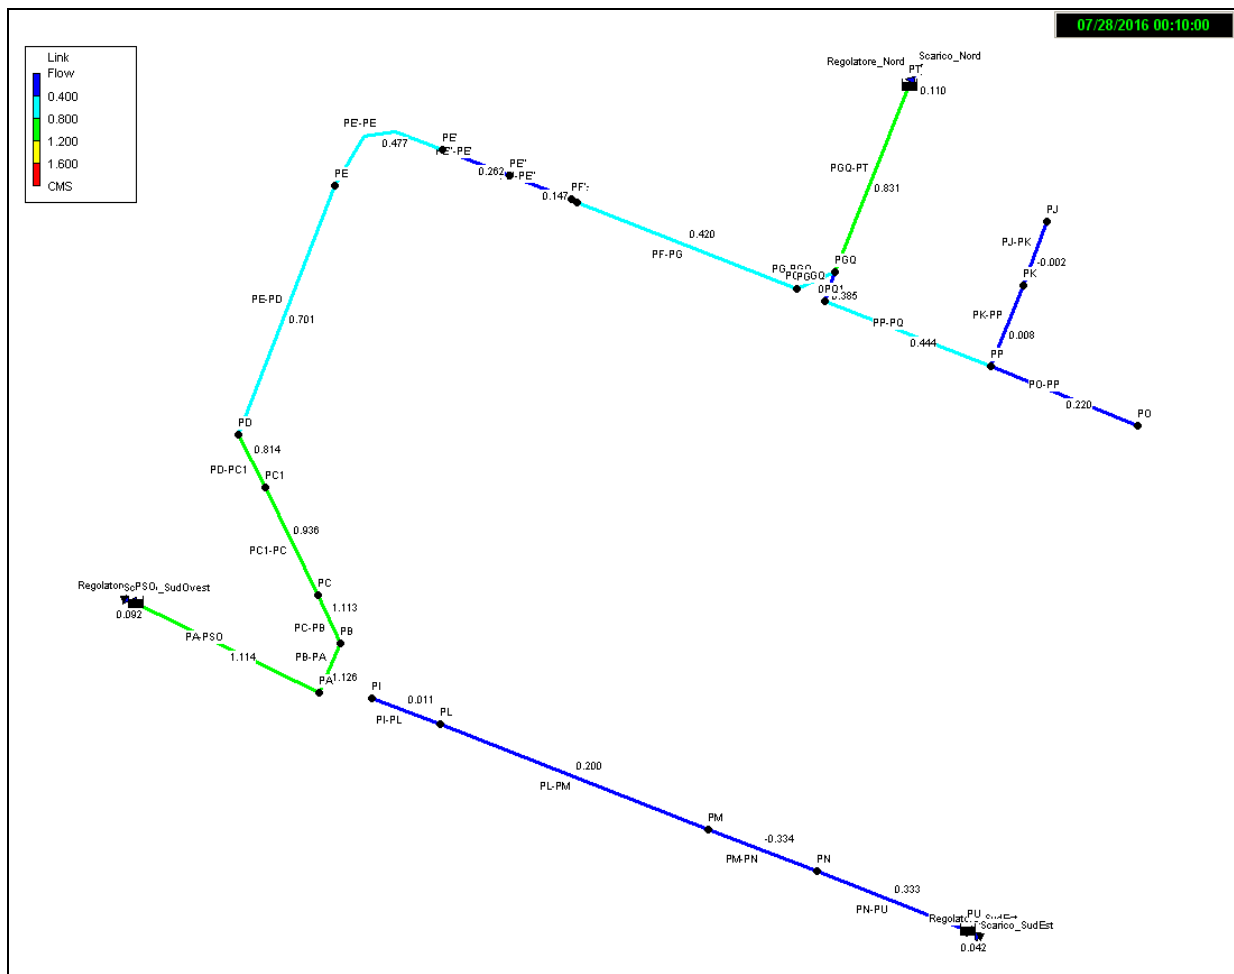 07/28/2016 00:10:00
Link
Flow
0.400
0.800
1.200
1.600
CMS
Regolatore_Nord
Scarico_Nord
PT
0.110
PGQ-PT
0.831
PE'-PE
0.477
PE'
PE
0.262
PE''
0.147
0.420
PF-PG
PJ
PJ-PK
-0.002
PK
PK-PP
0.008
PGQ
0.385
PP-PQ
0.444
PP
PO-PP
0.220
PO
PE-PD
0.701
PD
0.814
PD-PC1
PC1
0.936
PC1-PC
PC
1.113
PC-PB
PB
PB-PA
1.126
PA
PSO
_SudOvest
0.092
PA-PSO
1.114
PI
0.011
PI-PL
PL
0.200
PL-PM
PM
-0.334
PM-PN
PN
0.333
PN-PU
PU
Scarico_SudEst
0.042